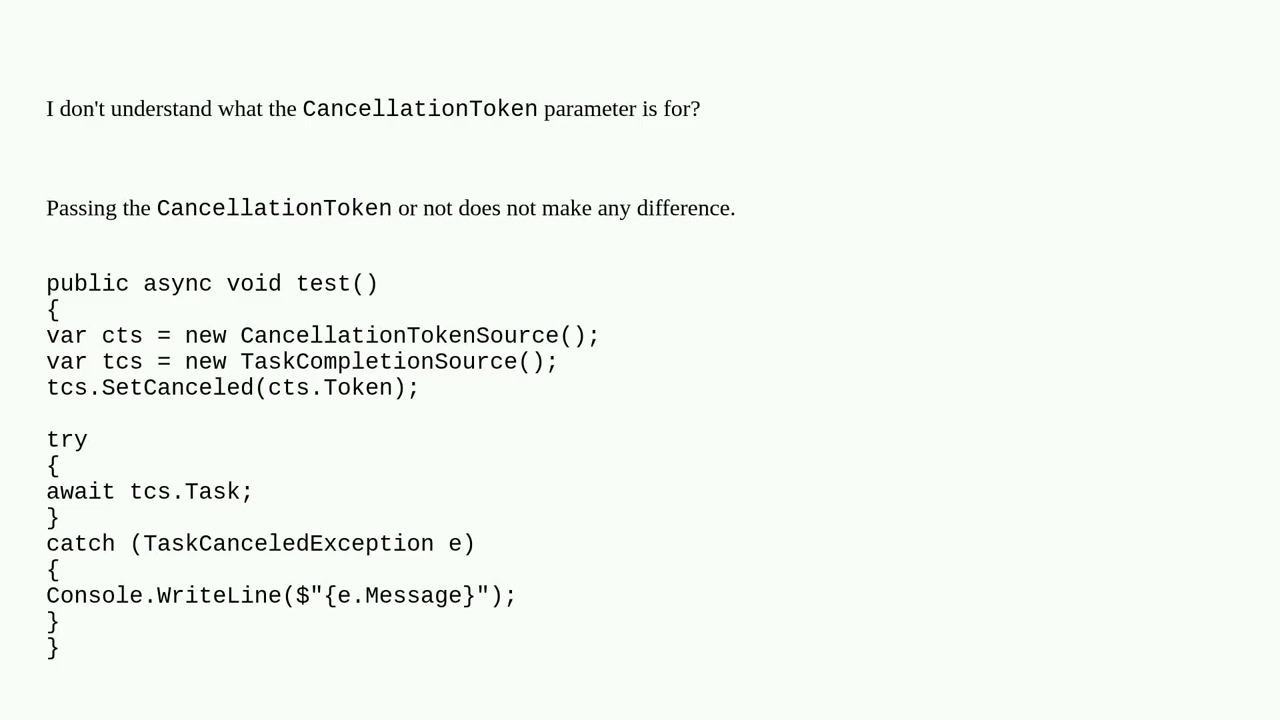 I don't understand what the CancellationToken parameter is for?
Passing the CancellationToken or not does not make any difference.
public async void test()
{
var cts = new CancellationTokenSource();
var tcs = new TaskCompletionSource();
tcs.SetCanceled(cts.Token);
try
{
await tcs.Task;
}
catch (TaskCanceledException e)
{
Console.WriteLine($"{e.Message}");
}
}